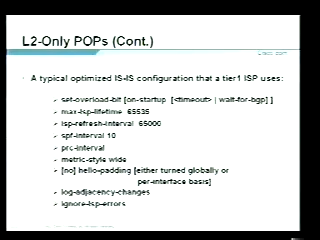 L2-Only POPs (Cont.)
Cisco.com
A typical optimized IS-IS configuration that a tier1 ISP uses:
set-overload-bit [on-startup [<timeout> | wait-for-bgp] ]
max-lsp-lifetime 65535
lsp-refresh-interval 65000
spf-interval 10
prc-interval
metric-style wide
[no] hello-padding [either turned globally or
per-interface basis]
log-adjacency-changes
ignore-lsp-errors